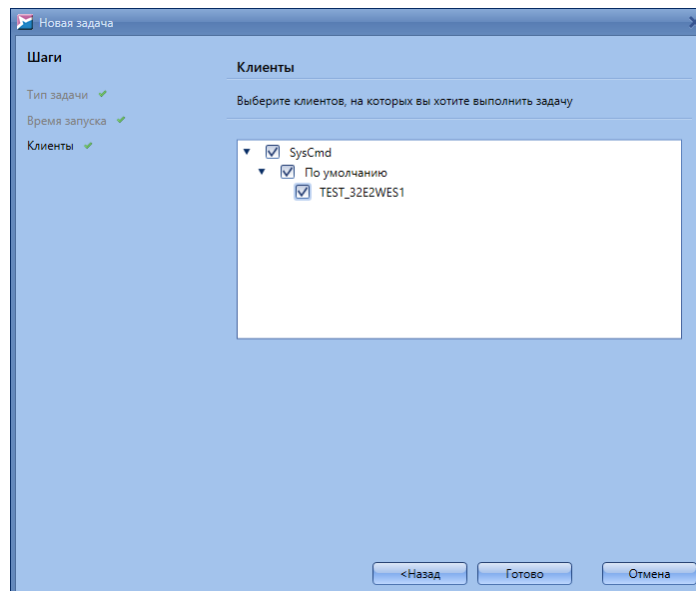 Новая задача
Шаги
Клиенты
Тип задачи
Выберите клиентов, на которых вы хотите выполнить задачу
Время запуска
Клиенты
SysCmd
По умолчанию
TEST_32E2WES1
<Назад
Готово
Отмена